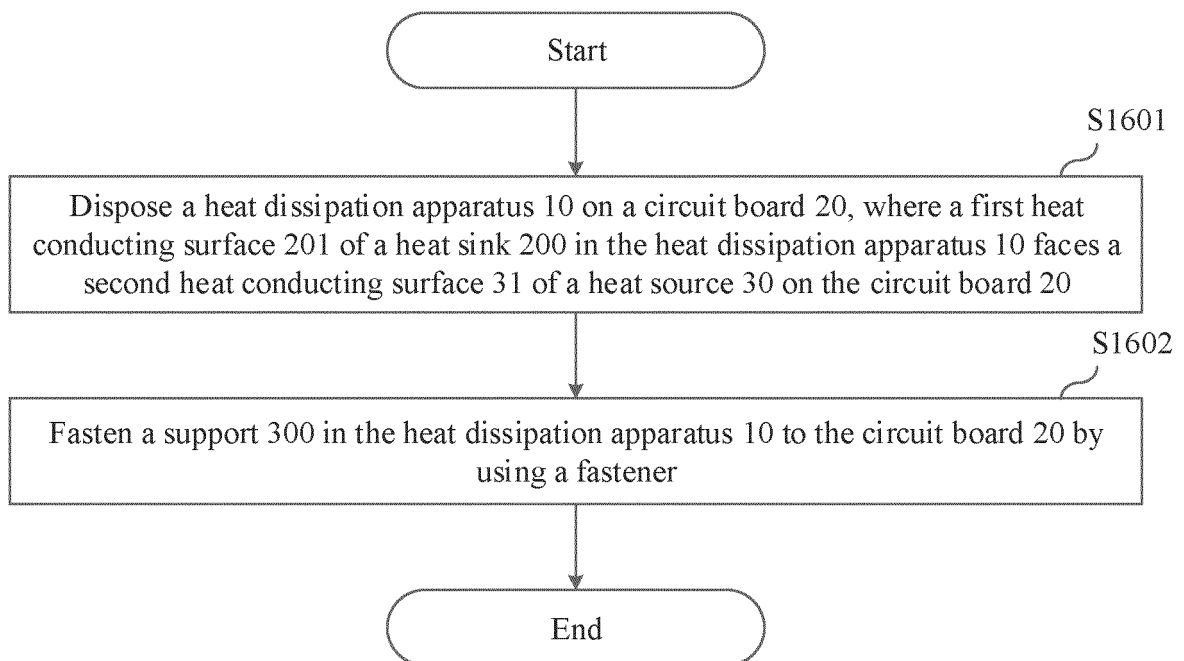 Start
S1601
Dispose a heat dissipation apparatus 10 on a circuit board 20, where a first heat
conducting surface 201 of a heat sink 200 in the heat dissipation apparatus 10 faces a
second heat conducting surface 31 of a heat source 30 on the circuit board 20
S1602
Fasten a support 300 in the heat dissipation apparatus 10 to the circuit board 20 by
using a fastener
End